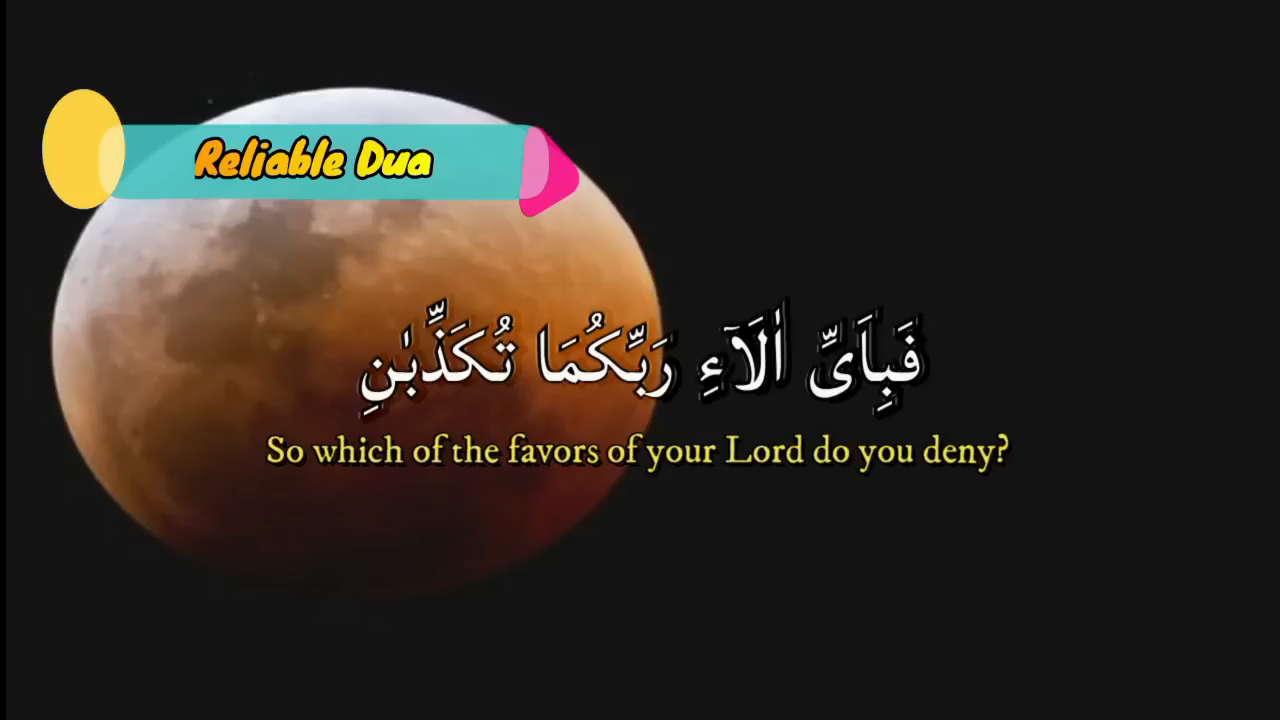 Reliable Dua
فَبِاَىِّ اٰلَآءِ رَبِّكُمَا تُكَذِّبٰنِ
So which of the favors of your Lord do you deny?